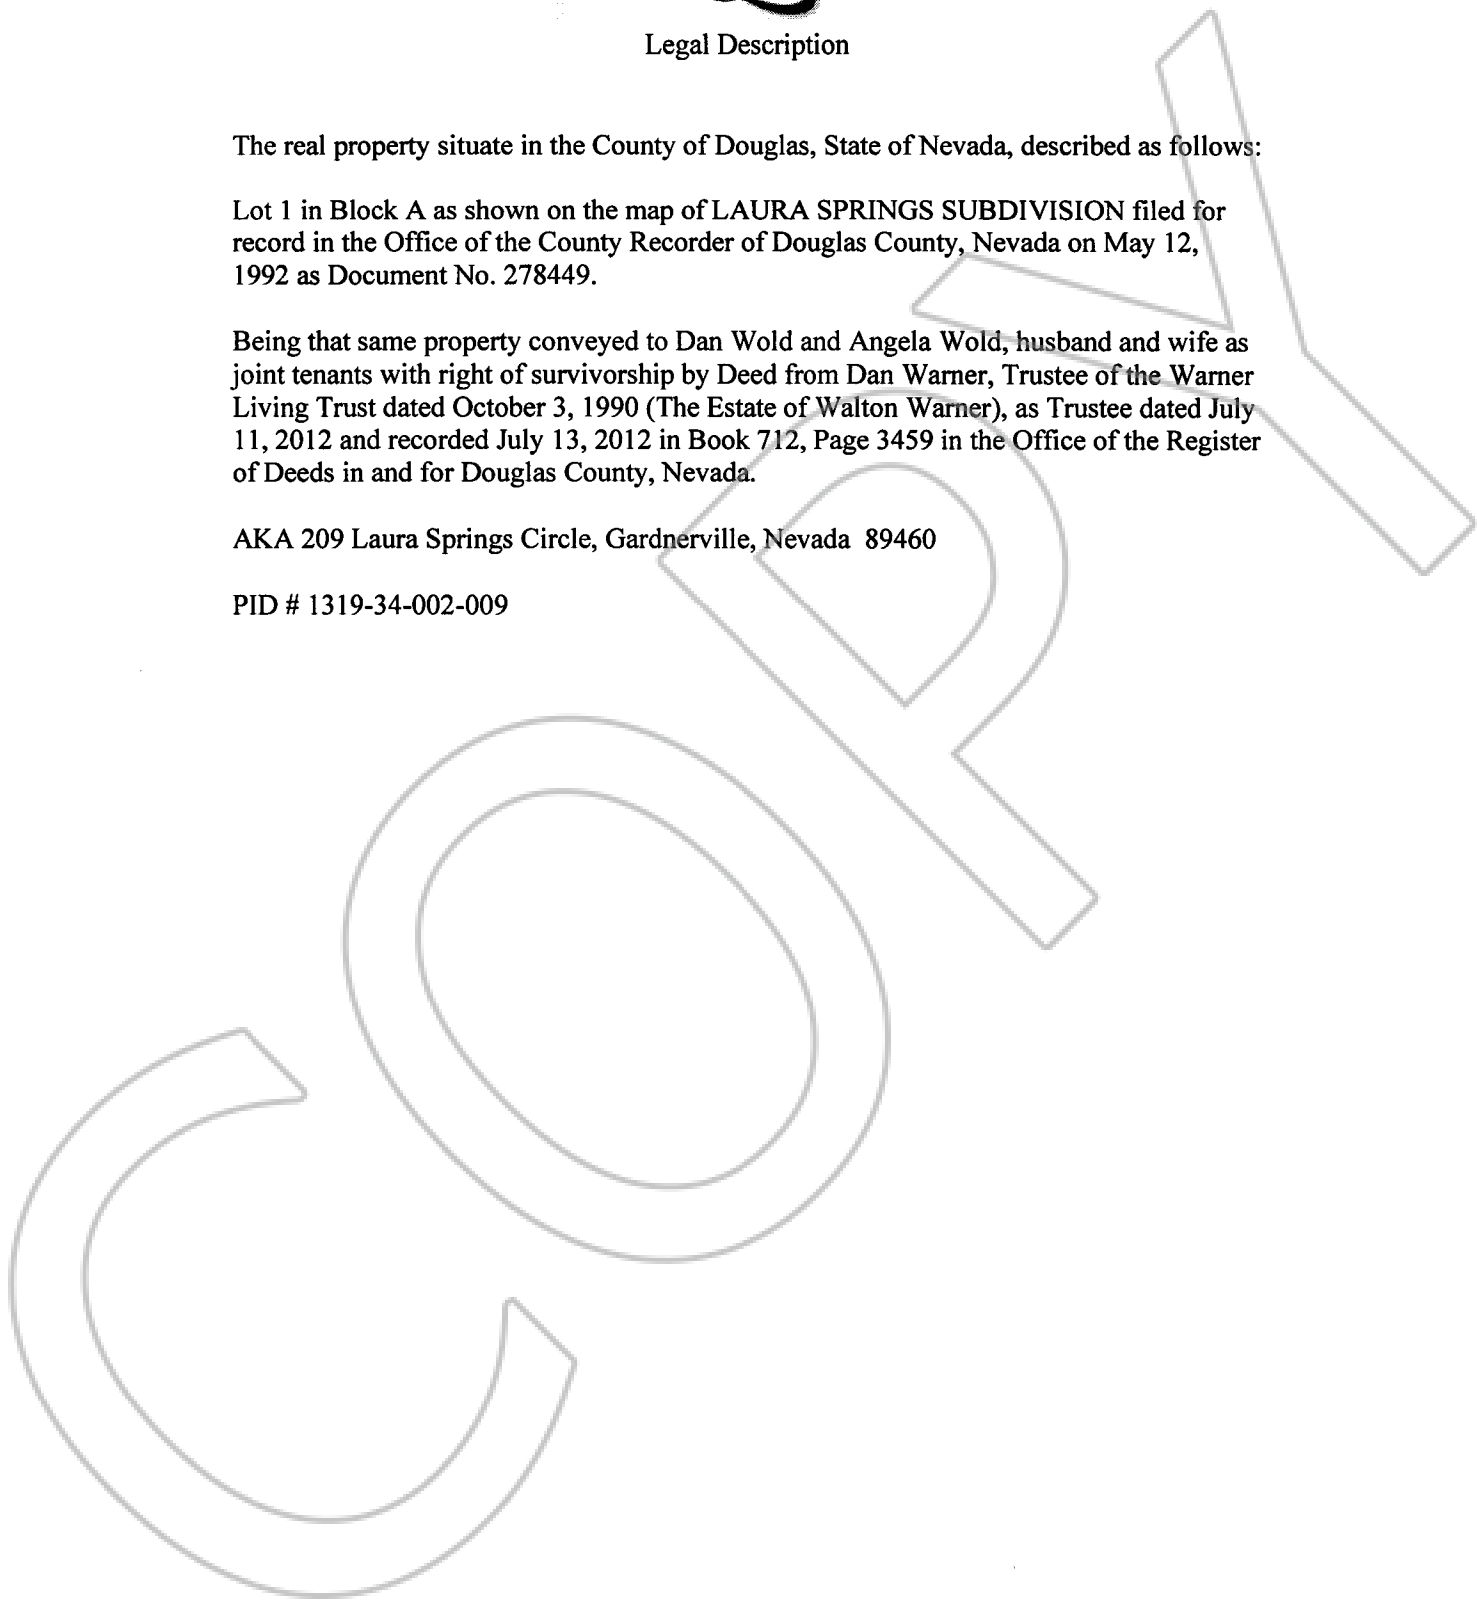 Legal Description
The real property situate in the County of Douglas, State of Nevada, described as follows:
Lot 1 in Block A as shown on the map of LAURA SPRINGS SUBDIVISION filed for
record in the Office of the County Recorder of Douglas County, Nevada on May 12,
1992 as Document No. 278449.
Being that same property conveyed to Dan Wold and Angela Wold, husband and wife as
joint tenants with right of survivorship by Deed from Dan Warner, Trustee of the Warner
Living Trust dated October 3, 1990 (The Estate of Walton Warner), as Trustee dated July
11, 2012 and recorded July 13, 2012 in Book 712, Page 3459 in the Office of the Register
of Deeds in and for Douglas County, Nevada.
AKA 209 Laura Springs Circle, Gardnerville, Nevada  89460
PID # 1319-34-002-009
COPY